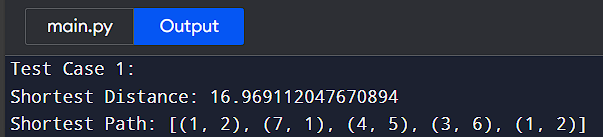 main.py Output
Test Case 1:
Shortest Distance: 16.969112047670894
Shortest Path: [(1, 2), (7, 1), (4, 5), (3, 6), (1, 2)]